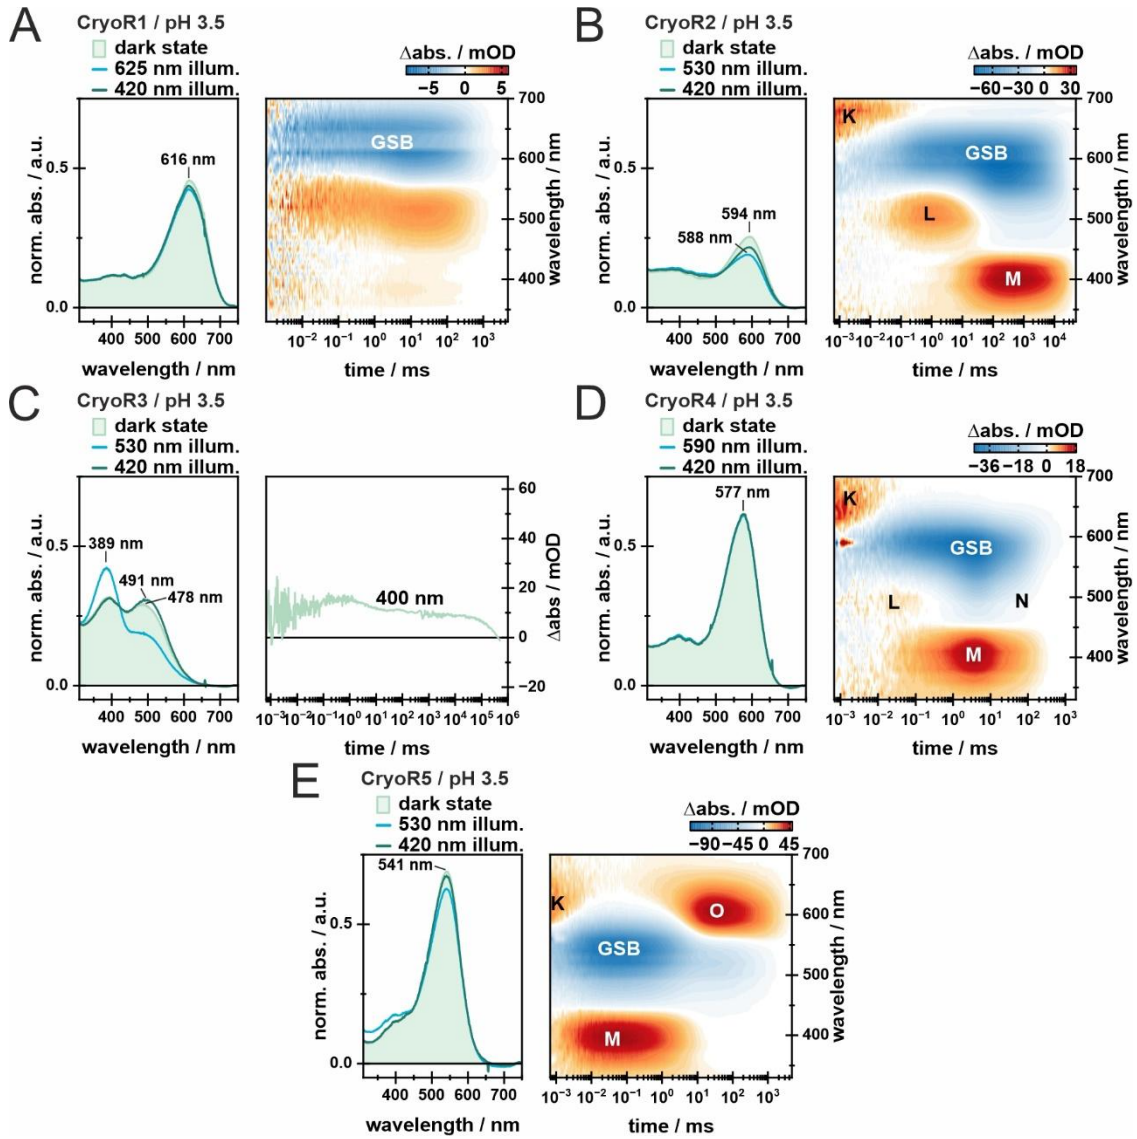 A
CryoR1 / pH 3.5
dark state
625 nm illum.
420 nm illum.
Δabs. / mOD
−5 0 5
616 nm
GSB
norm. abs. / a.u.
0.5
0.0
400 500 600 700
wavelength / nm
10⁻² 10⁻¹ 10⁰ 10¹ 10² 10³
time / ms
700
600
500
400
wavelength / nm
B
CryoR2 / pH 3.5
dark state
530 nm illum.
420 nm illum.
Δabs. / mOD
−60 −30 0 30
594 nm
588 nm
K
GSB
L
M
norm. abs. / a.u.
0.5
0.0
400 500 600 700
wavelength / nm
10⁻³ 10⁻² 10⁻¹ 10⁰ 10¹ 10² 10³ 10⁴
time / ms
700
600
500
400
wavelength / nm
C
CryoR3 / pH 3.5
dark state
530 nm illum.
420 nm illum.
389 nm
491 nm
478 nm
400 nm
norm. abs. / a.u.
0.5
0.0
400 500 600 700
wavelength / nm
10⁻³ 10⁻² 10⁻¹ 10⁰ 10¹ 10² 10³ 10⁴ 10⁵ 10⁶
time / ms
60
40
20
0
−20
Δabs / mOD
D
CryoR4 / pH 3.5
dark state
590 nm illum.
420 nm illum.
Δabs. / mOD
−36 −18 0 18
577 nm
K
GSB
L
N
M
norm. abs. / a.u.
0.5
0.0
400 500 600 700
wavelength / nm
10⁻³ 10⁻² 10⁻¹ 10⁰ 10¹ 10² 10³
time / ms
700
600
500
400
wavelength / nm
E
CryoR5 / pH 3.5
dark state
530 nm illum.
420 nm illum.
Δabs. / mOD
−90 −45 0 45
541 nm
K
O
GSB
M
norm. abs. / a.u.
0.5
0.0
400 500 600 700
wavelength / nm
10⁻³ 10⁻² 10⁻¹ 10⁰ 10¹ 10² 10³
time / ms
700
600
500
400
wavelength / nm